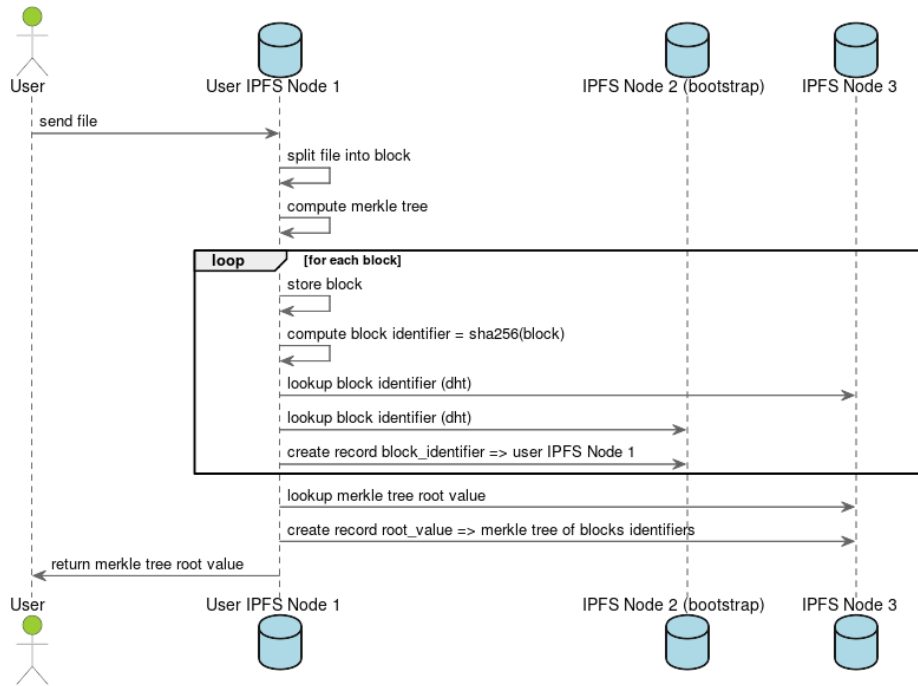 User
User IPFS Node 1
IPFS Node 2 (bootstrap)
IPFS Node 3
send file
split file into block
compute merkle tree
loop
[for each block]
store block
compute block identifier = sha256(block)
lookup block identifier (dht)
lookup block identifier (dht)
create record block_identifier => user IPFS Node 1
lookup merkle tree root value
create record root_value => merkle tree of blocks identifiers
return merkle tree root value
User
User IPFS Node 1
IPFS Node 2 (bootstrap)
IPFS Node 3